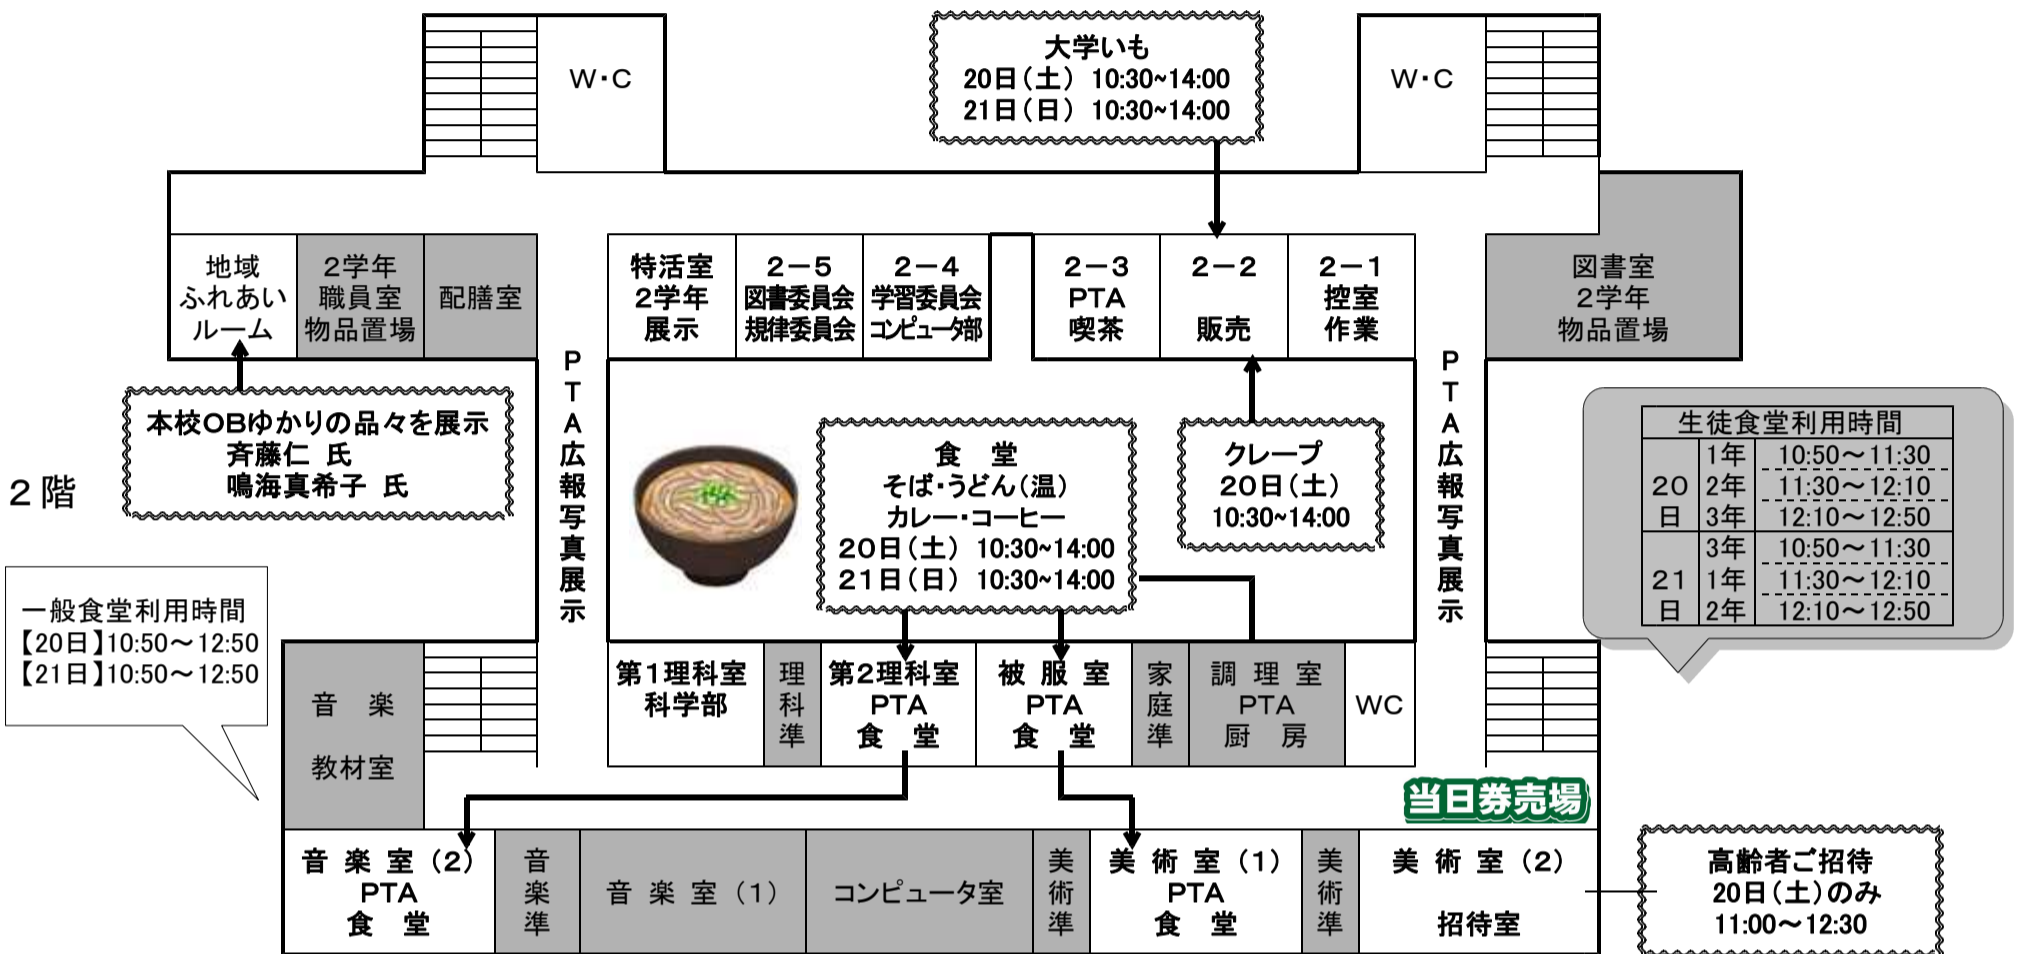 W・C
大学いも
20日（土） 10:30~14:00
21日（日） 10:30~14:00
W・C
地域
ふれあい
ルーム
２学年
職員室
物品置場
配膳室
特活室
２学年
展示
２－５
図書委員会
規律委員会
２－４
学習委員会
コンピュータ部
２－３
PTA
喫茶
２－２
販売
２－１
控室
作業
図書室
２学年
物品置場
PTA広報写真展示
PTA広報写真展示
本校OBゆかりの品々を展示
斉藤仁 氏
鳴海真希子 氏
２階
食　堂
そば・うどん（温）
カレー・コーヒー
20日（土） 10:30~14:00
21日（日） 10:30~14:00
クレープ
20日（土）
10:30~14:00
生徒食堂利用時間
20日
1年 10:50～11:30
2年 11:30～12:10
3年 12:10～12:50
21日
3年 10:50～11:30
1年 11:30～12:10
2年 12:10～12:50
一般食堂利用時間
【20日】10:50～12:50
【21日】10:50～12:50
音　楽
教材室
第１理科室
科学部
理科準
第２理科室
PTA
食　堂
被 服 室
PTA
食　堂
家庭準
調 理 室
PTA
厨　房
WC
当日券売場
音 楽 室（２）
PTA
食　堂
音楽準
音 楽 室（１）
コンピュータ室
美術準
美 術 室（１）
PTA
食　堂
美術準
美 術 室（２）
招待室
高齢者ご招待
20日（土）のみ
11:00～12:30